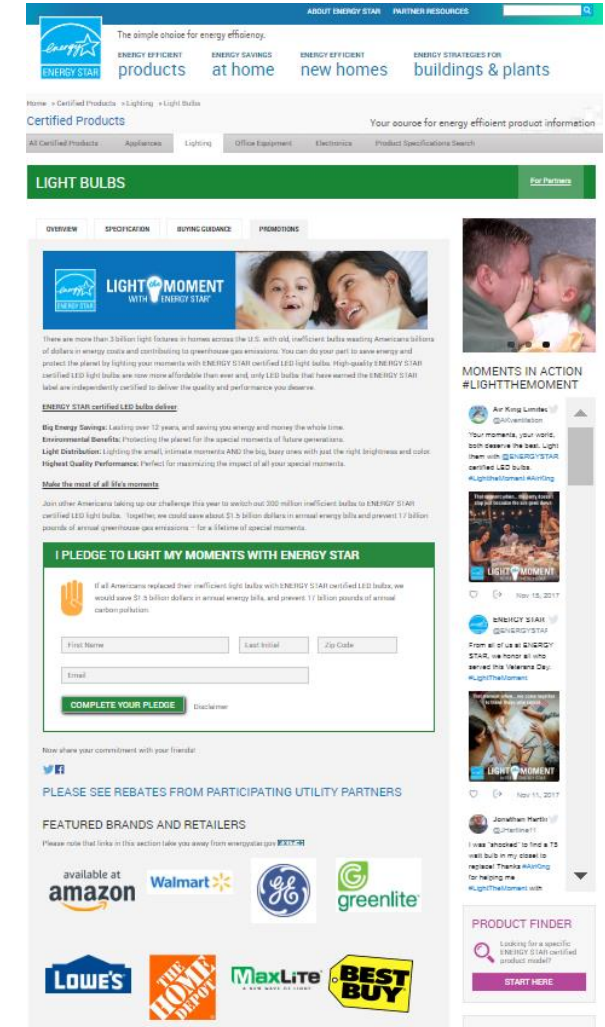 ABOUT ENERGY STAR PARTNER RESOURCES
The simple choice for energy efficiency.
energy
ENERGY STAR
ENERGY EFFICIENT
products
ENERGY SAVINGS
at home
ENERGY EFFICIENT
new homes
ENERGY STRATEGIES FOR
buildings & plants
Home » Certified Products » Lighting » Light Bulbs
Certified Products
Your source for energy efficient product information
All Certified Products Appliances Lighting Office Equipment Electronics Product Specifications Search
LIGHT BULBS
For Partners
OVERVIEW SPECIFICATION BUYING GUIDANCE PROMOTIONS
energy
ENERGY STAR
LIGHT the MOMENT
WITH ENERGY STAR®
There are more than 3 billion light fixtures in homes across the U.S. with old, inefficient bulbs wasting Americans billions
of dollars in energy costs and contributing to greenhouse gas emissions. You can do your part to save energy and
protect the planet by lighting your moments with ENERGY STAR certified LED light bulbs. High-quality ENERGY STAR
certified LED light bulbs are now more affordable than ever and, only LED bulbs that have earned the ENERGY STAR
label are independently certified to deliver the quality and performance you deserve.
ENERGY STAR certified LED bulbs deliver
Big Energy Savings: Lasting over 12 years, and saving you energy and money the whole time.
Environmental Benefits: Protecting the planet for the special moments of future generations.
Light Distribution: Lighting the small, intimate moments AND the big, busy ones with just the right brightness and color.
Highest Quality Performance: Perfect for maximizing the impact of all your special moments.
Make the most of all life's moments
Join other Americans taking up our challenge this year to switch out 300 million inefficient bulbs to ENERGY STAR
certified LED light bulbs. Together, we could save about $1.5 billion dollars in annual energy bills and prevent 17 billion
pounds of annual greenhouse gas emissions – for a lifetime of special moments.
I PLEDGE TO LIGHT MY MOMENTS WITH ENERGY STAR
If all Americans replaced their inefficient light bulbs with ENERGY STAR certified LED bulbs, we
would save $1.5 billion dollars in annual energy bills, and prevent 17 billion pounds of annual
carbon pollution.
First Name Last Initial Zip Code
Email
COMPLETE YOUR PLEDGE Disclaimer
Now share your commitment with your friends!
PLEASE SEE REBATES FROM PARTICIPATING UTILITY PARTNERS
FEATURED BRANDS AND RETAILERS
Please note that links in this section take you away from energystar.gov
available at
amazon
Walmart
GE
G
greenlite
LOWE'S
THE
HOME
DEPOT
MaxLite
A NEW WAVE OF LIGHT
BEST
BUY
MOMENTS IN ACTION
#LIGHTTHEMOMENT
Air King Limited
@AKventilation
Your moments, your world,
both deserve the best. Light
them with @ENERGYSTAR
certified LED bulbs.
#LighttheMoment #AirKing
LIGHT the MOMENT
Nov 15, 2017
ENERGY STAR
@ENERGYSTAR
From all of us at ENERGY
STAR, we honor all who
served this Veterans Day.
#LightTheMoment
LIGHT the MOMENT
Nov 11, 2017
Jonathan Hartin
I was "shocked" to find a 75
watt bulb in my closet to
replace! Thanks #AirKing
for helping me
#LightTheMoment with
PRODUCT FINDER
Looking for a specific
ENERGY STAR certified
product model?
START HERE